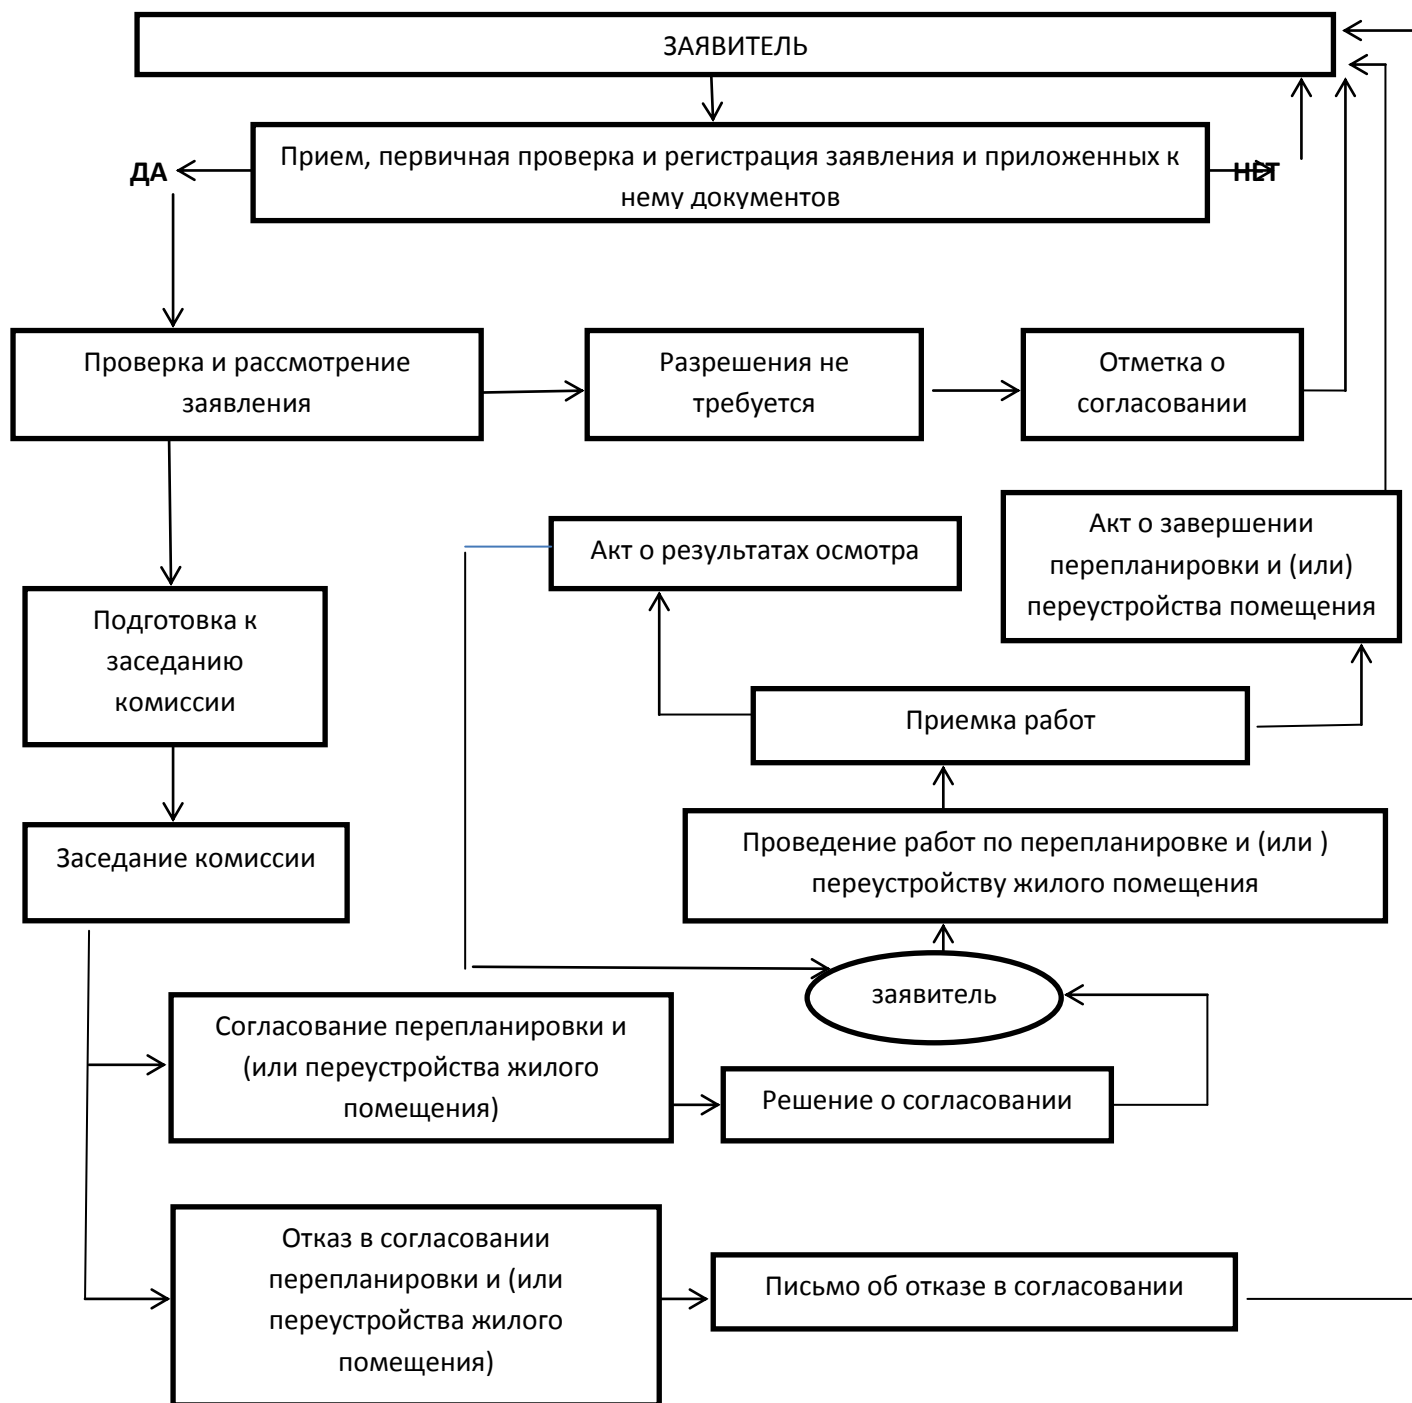 ЗАЯВИТЕЛЬ
Прием, первичная проверка и регистрация заявления и приложенных к
нему документов
ДА
НЕТ
Проверка и рассмотрение
заявления
Разрешения не
требуется
Отметка о
согласовании
Акт о результатах осмотра
Акт о завершении
перепланировки и (или)
переустройства помещения
Подготовка к
заседанию
комиссии
Приемка работ
Заседание комиссии
Проведение работ по перепланировке и (или )
переустройству жилого помещения
заявитель
Согласование перепланировки и
(или переустройства жилого
помещения)
Решение о согласовании
Отказ в согласовании
перепланировки и (или
переустройства жилого
помещения)
Письмо об отказе в согласовании